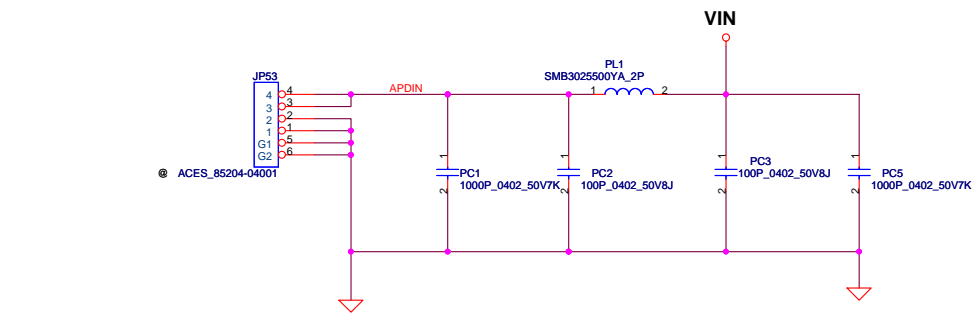 VIN
JP53
4 4
3 3
2 2
1 1
G1 5
G2 6
@ ACES_85204-04001
APDIN
PL1
SMB3025500YA_2P
1 2
1
PC1
1000P_0402_50V7K
2
1
PC2
100P_0402_50V8J
2
1
PC3
100P_0402_50V8J
2
1
PC5
1000P_0402_50V7K
2